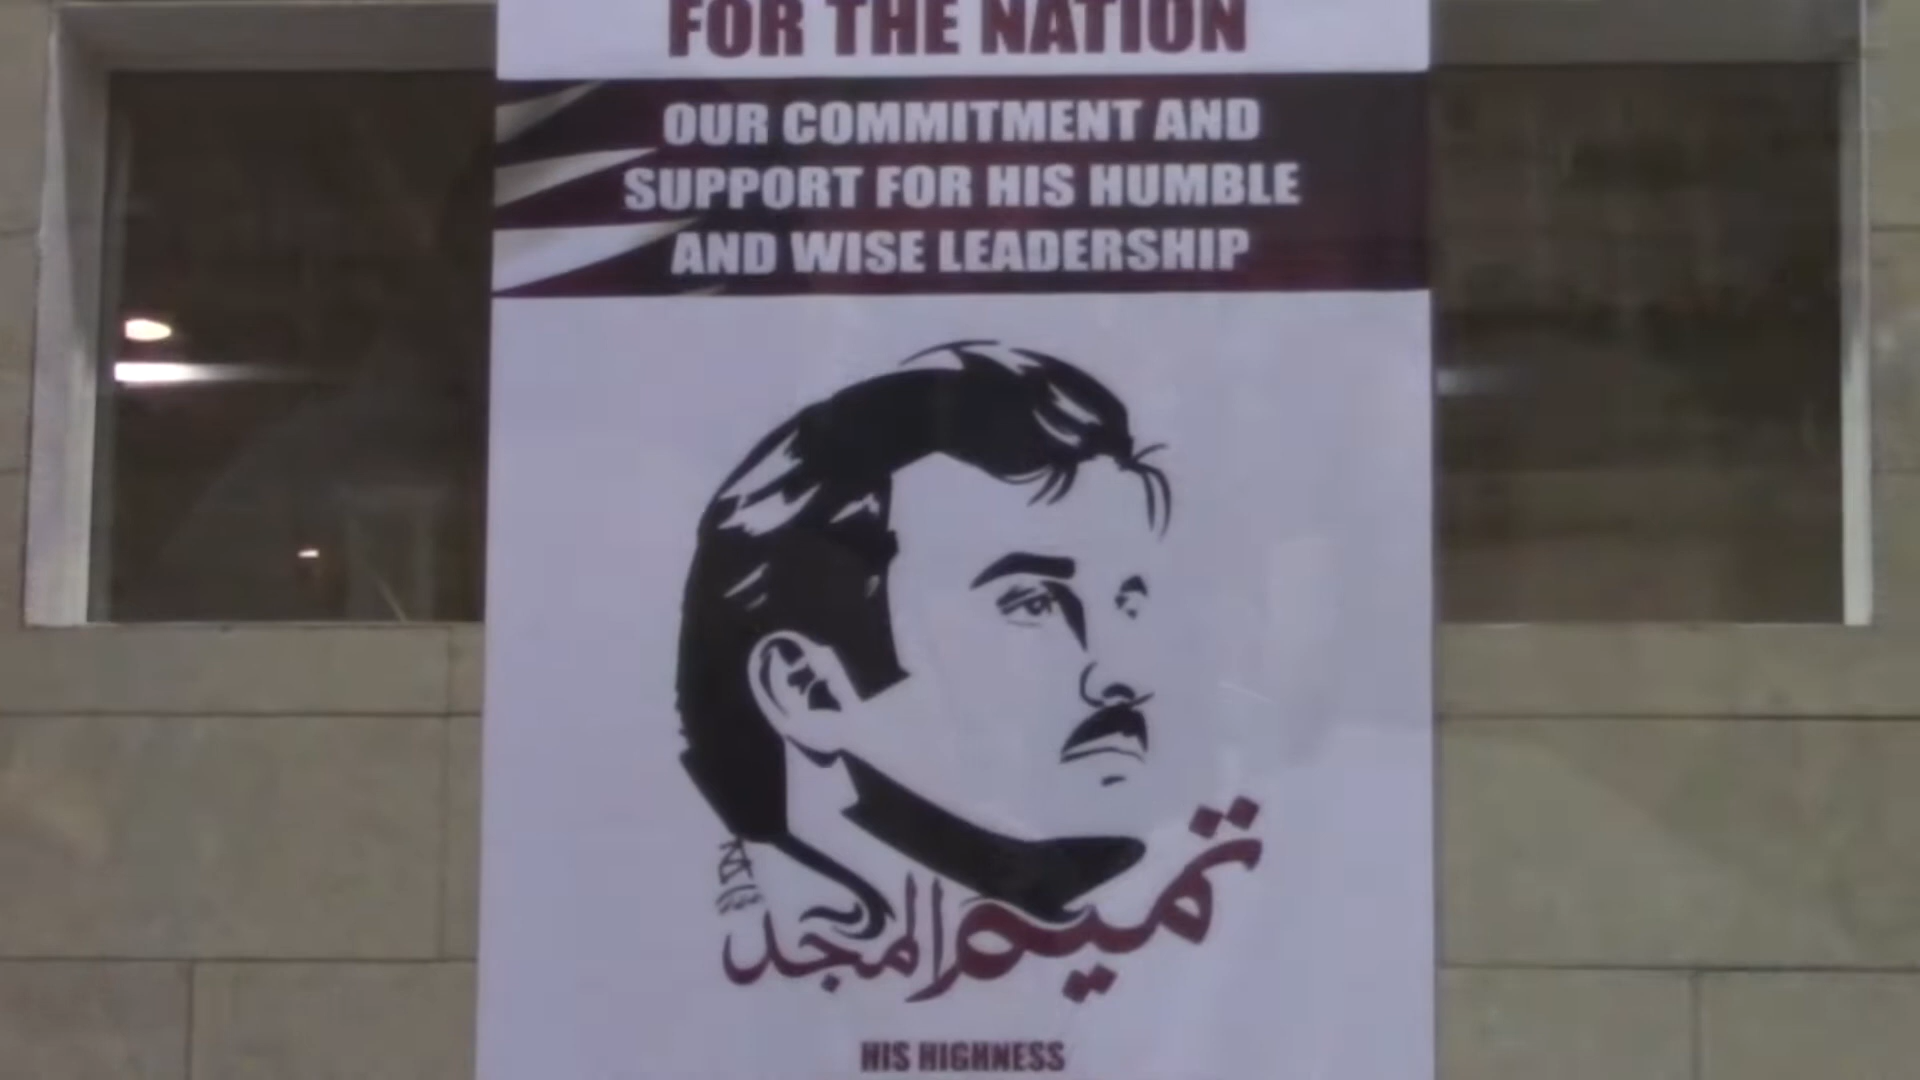 FOR THE NATION
OUR COMMITMENT AND
SUPPORT FOR HIS HUMBLE
AND WISE LEADERSHIP
تميم المجد
HIS HIGHNESS